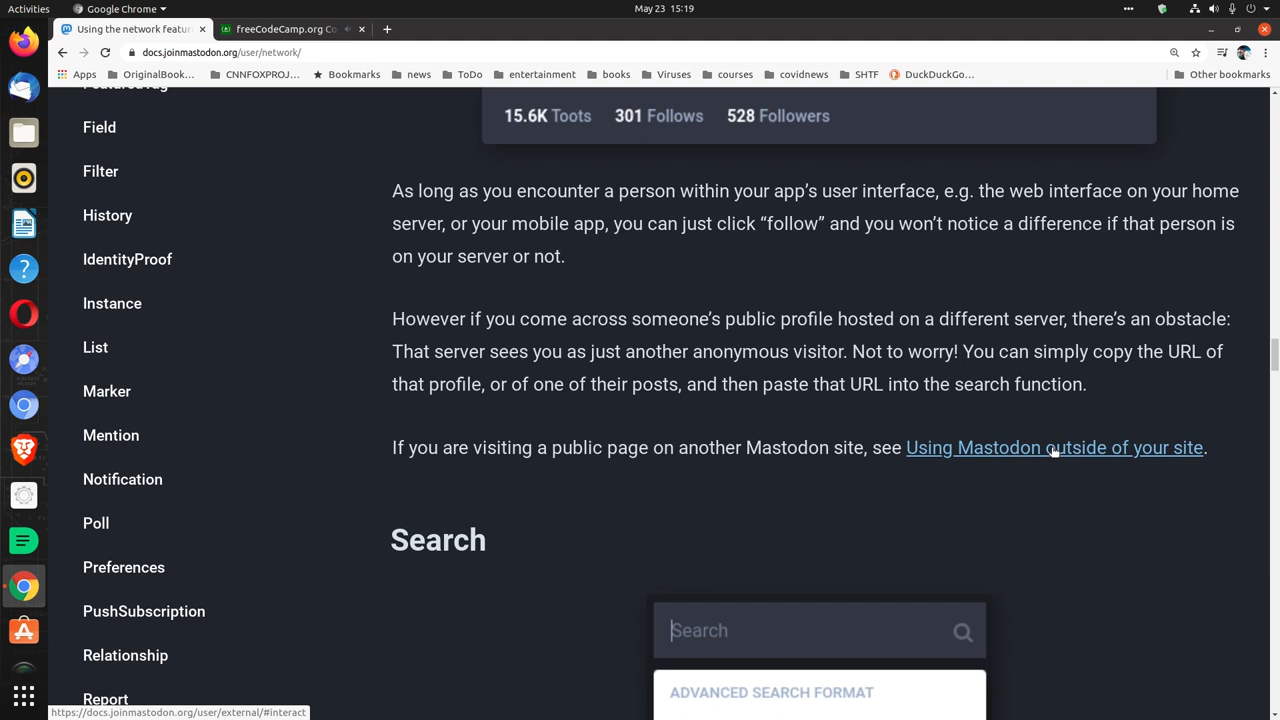 Activities
Google Chrome
May 23 15:19
Using the network featur
freeCodeCamp.org Co
docs.joinmastodon.org/user/network/
Apps
OriginalBook...
CNNFOXPROJ...
Bookmarks
news
ToDo
entertainment
books
Viruses
courses
covidnews
SHTF
DuckDuckGo...
Other bookmarks
FeaturedTag
Field
Filter
History
IdentityProof
Instance
List
Marker
Mention
Notification
Poll
Preferences
PushSubscription
Relationship
Report
15.6K Toots 301 Follows 528 Followers
As long as you encounter a person within your app’s user interface, e.g. the web interface on your home
server, or your mobile app, you can just click “follow” and you won’t notice a difference if that person is
on your server or not.
However if you come across someone’s public profile hosted on a different server, there’s an obstacle:
That server sees you as just another anonymous visitor. Not to worry! You can simply copy the URL of
that profile, or of one of their posts, and then paste that URL into the search function.
If you are visiting a public page on another Mastodon site, see Using Mastodon outside of your site.
Search
Search
ADVANCED SEARCH FORMAT
https://docs.joinmastodon.org/user/external/#interact